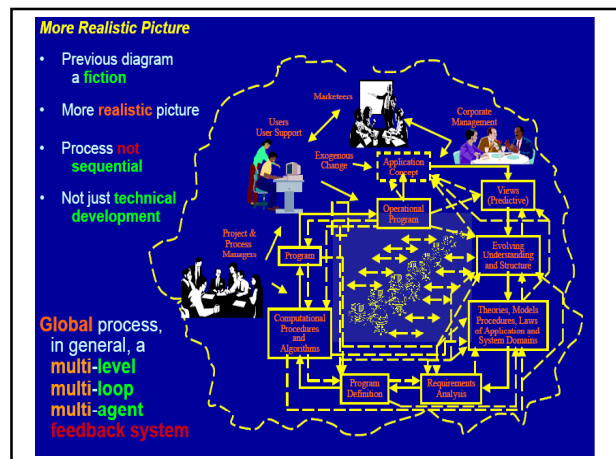 More Realistic Picture
• Previous diagram
a fiction
• More realistic picture
• Process not
sequential
• Not just technical
development
Global process,
in general, a
multi-level
multi-loop
multi-agent
feedback system
Marketeers
Users
User Support
Corporate
Management
Exogenous
Change
Application
Concept
Views
(Predictive)
Operational
Program
Project &
Process
Managers
Program
Evolving
Understanding
and Structure
Computational
Procedures
and
Algorithms
Theories, Models
Procedures, Laws
of Application and
System Domains
Program
Definition
Requirements
Analysis